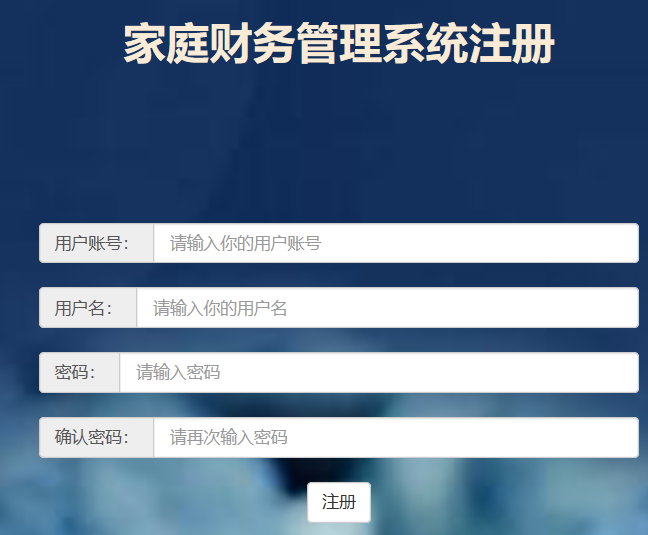 家庭财务管理系统注册
用户账号： 请输入你的用户账号
用户名： 请输入你的用户名
密码： 请输入密码
确认密码： 请再次输入密码
注册